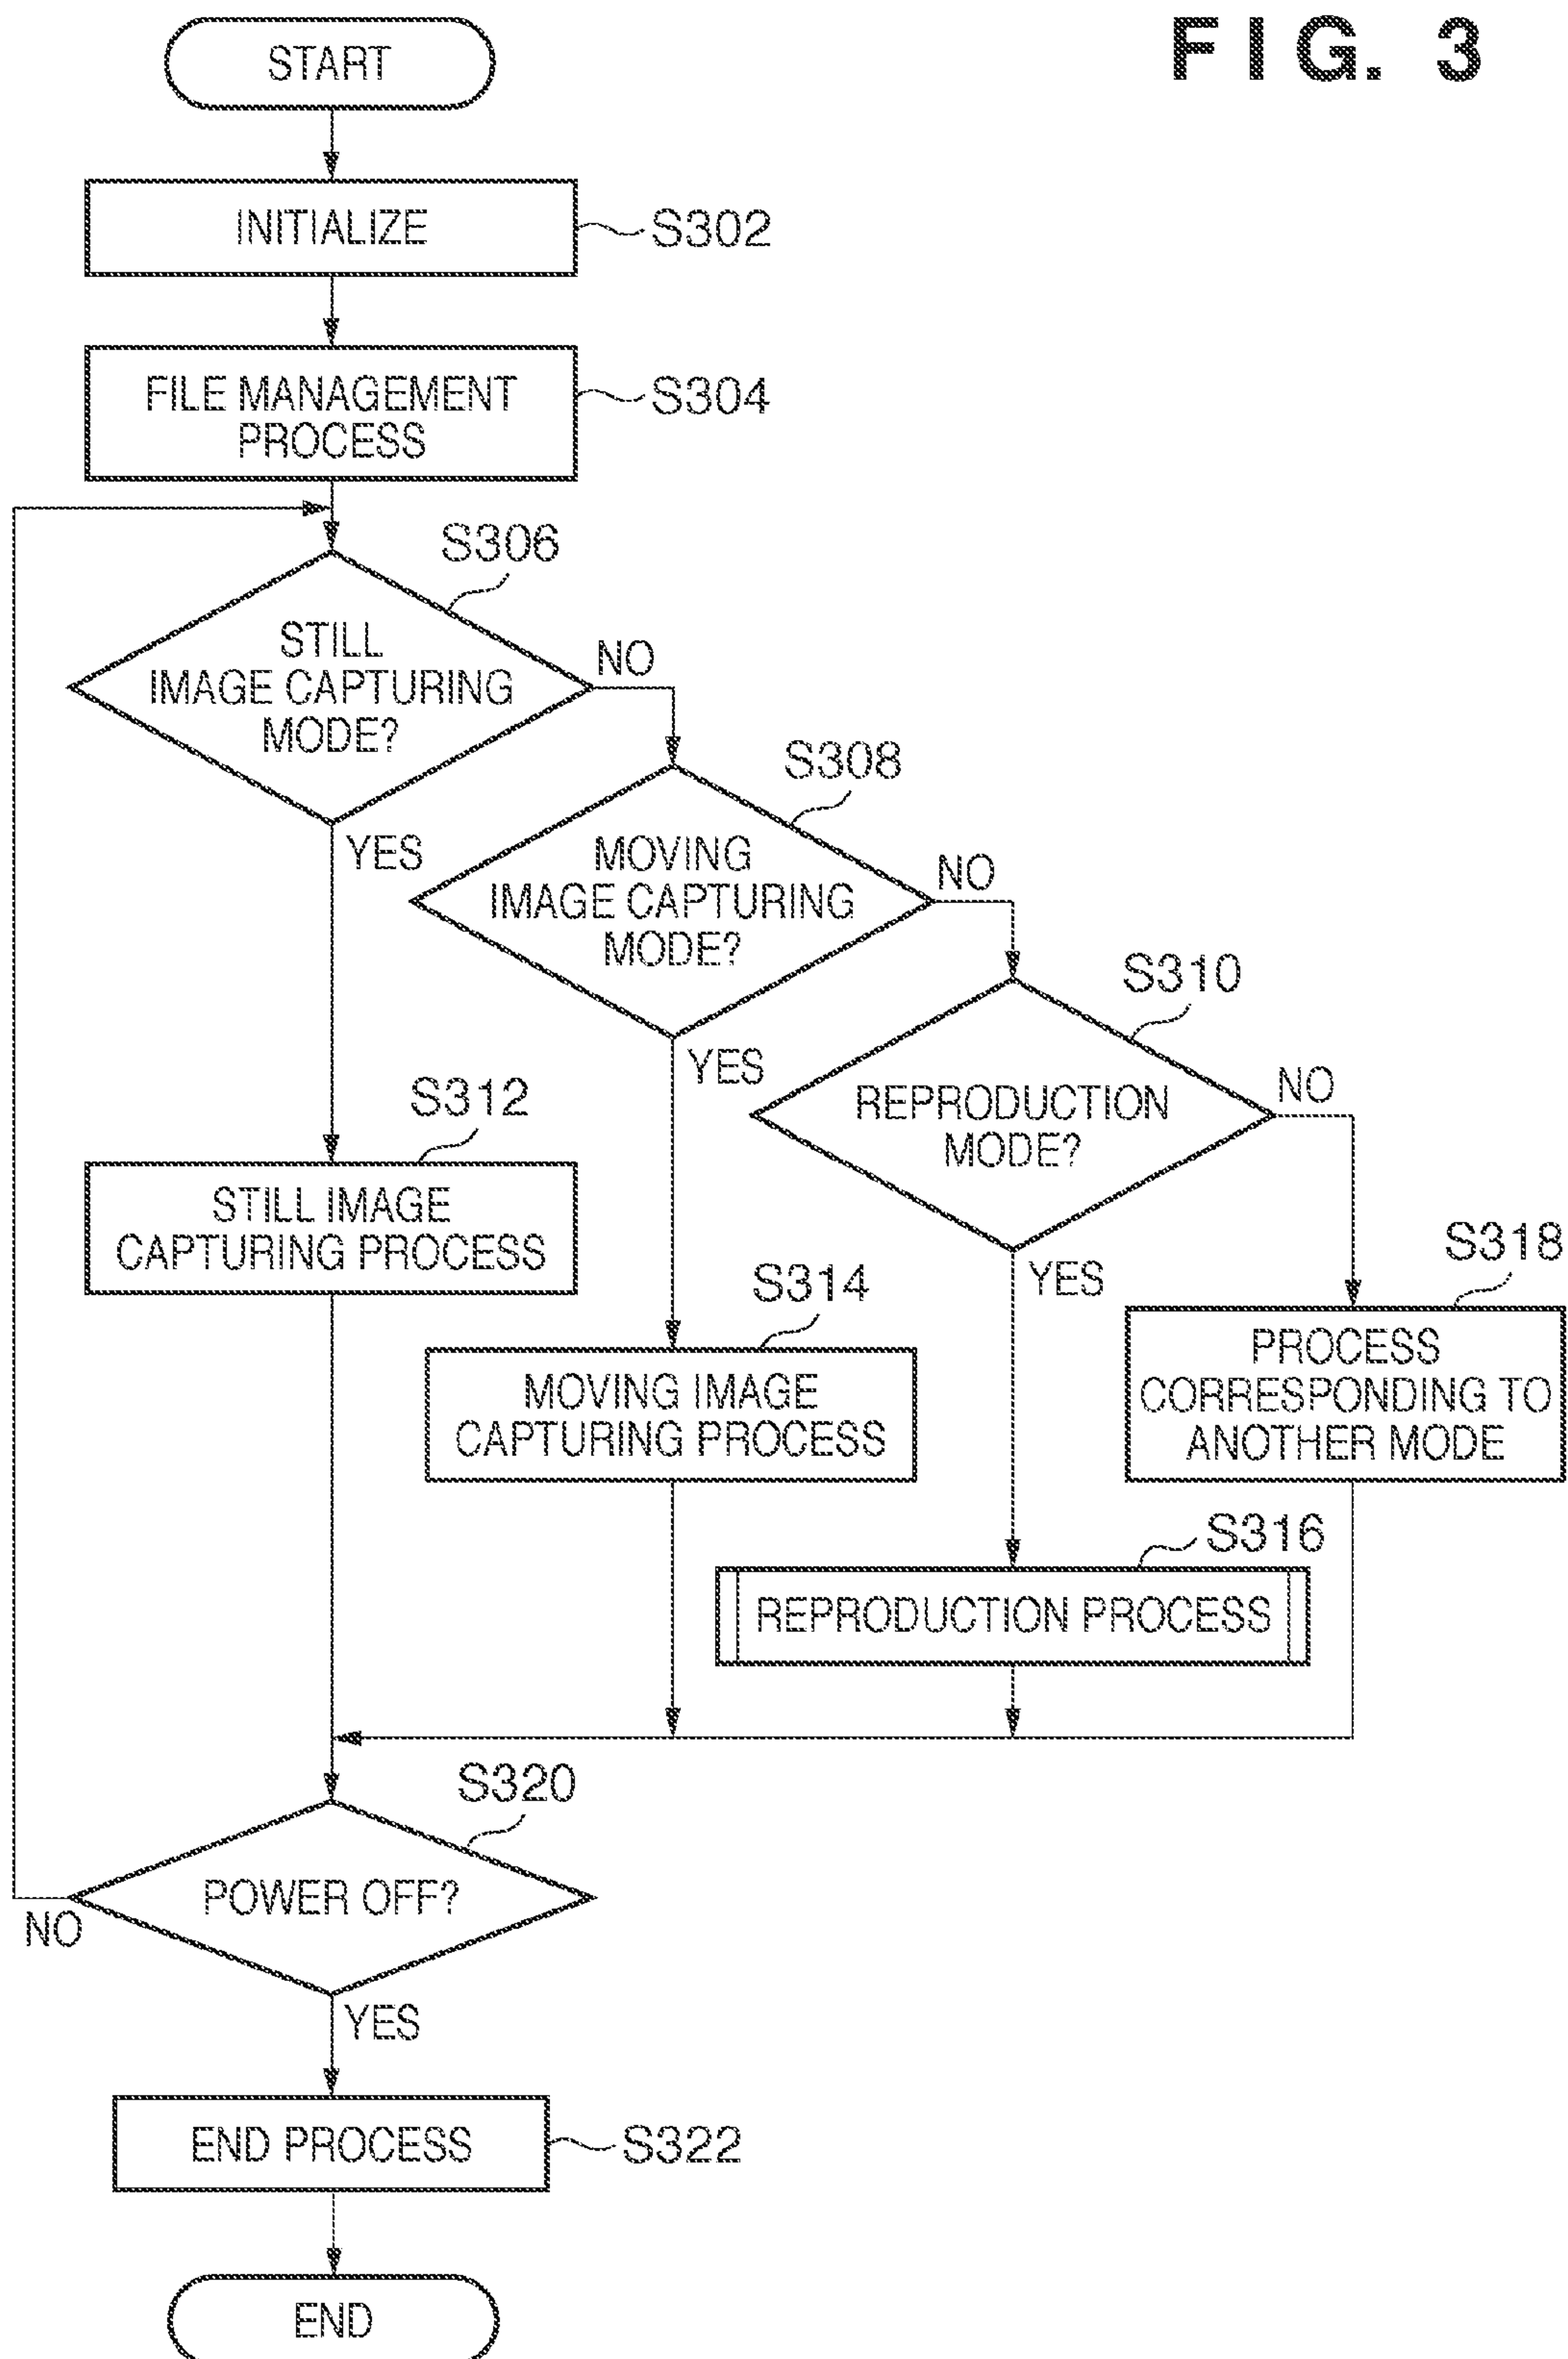 FIG. 3
START
INITIALIZE
S302
FILE MANAGEMENT
PROCESS
S304
S306
STILL
IMAGE CAPTURING
MODE?
NO
YES
S308
MOVING
IMAGE CAPTURING
MODE?
NO
YES
S310
REPRODUCTION
MODE?
NO
YES
S312
STILL IMAGE
CAPTURING PROCESS
S314
MOVING IMAGE
CAPTURING PROCESS
S318
PROCESS
CORRESPONDING TO
ANOTHER MODE
S316
REPRODUCTION PROCESS
S320
POWER OFF?
NO
YES
END PROCESS
S322
END